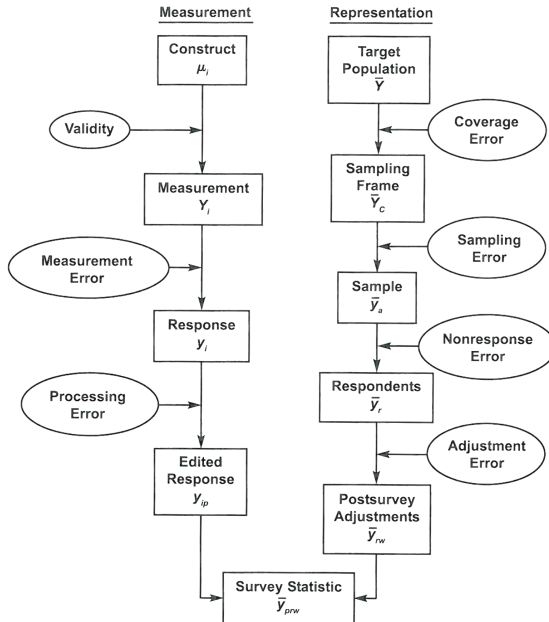 Measurement
Construct
μi
Validity
Measurement
Yi
Measurement
Error
Response
yi
Processing
Error
Edited
Response
yip
Representation
Target
Population
Ȳ
Coverage
Error
Sampling
Frame
ȲC
Sampling
Error
Sample
ȳa
Nonresponse
Error
Respondents
ȳr
Adjustment
Error
Postsurvey
Adjustments
ȳrw
Survey Statistic
ȳprw